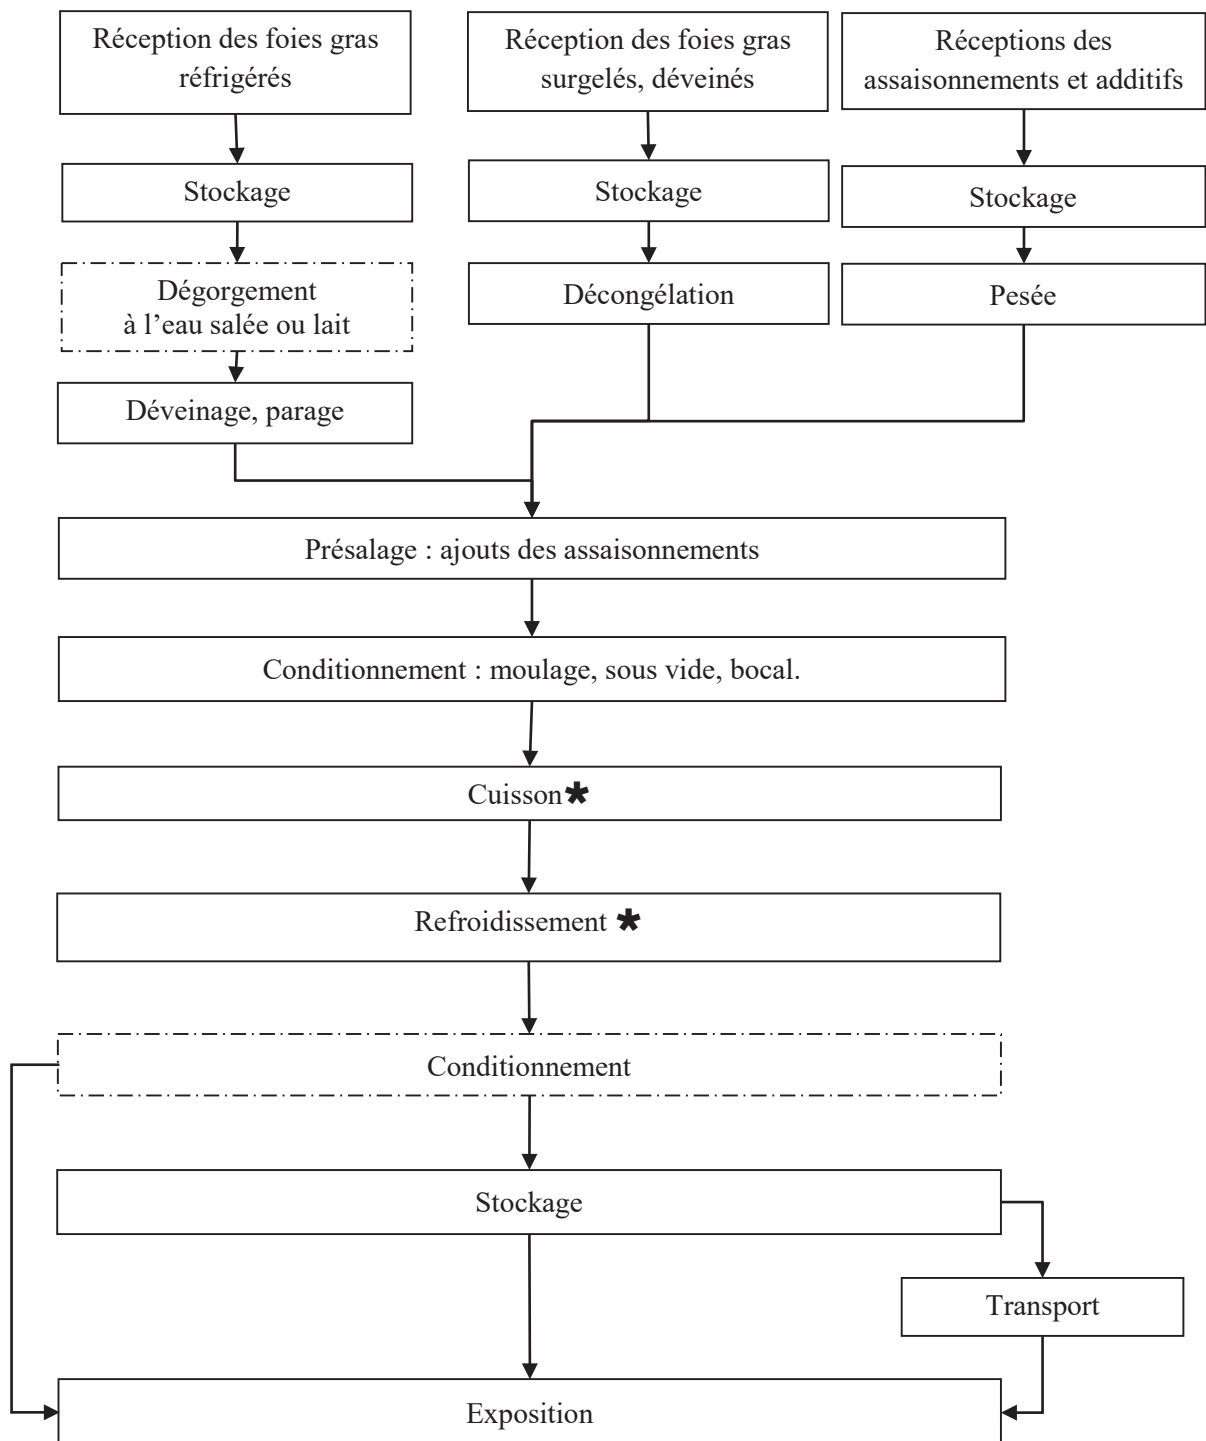 Réception des foies gras
réfrigérés
Réception des foies gras
surgelés, déveinés
Réceptions des
assaisonnements et additifs
Stockage
Stockage
Stockage
Dégorgement
à l’eau salée ou lait
Décongélation
Pesée
Déveinage, parage
Présalage : ajouts des assaisonnements
Conditionnement : moulage, sous vide, bocal.
Cuisson*
Refroidissement *
Conditionnement
Stockage
Transport
Exposition